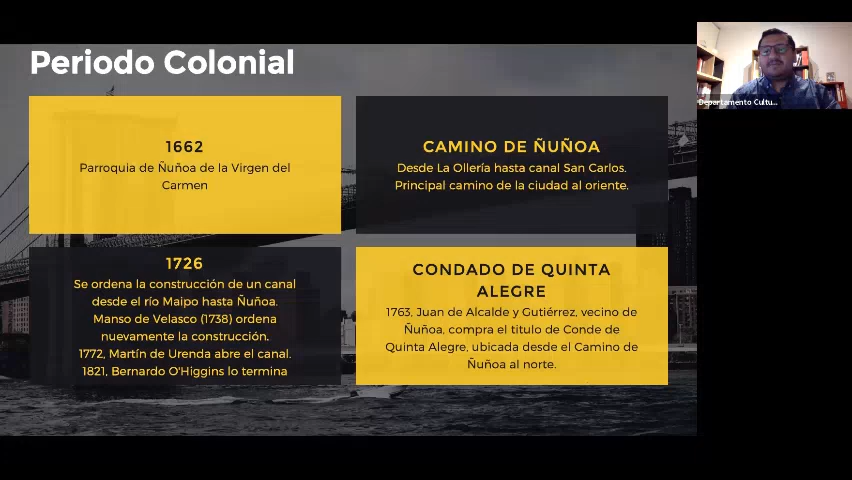 Periodo Colonial
1662
Parroquia de Ñuñoa de la Virgen del
Carmen
CAMINO DE ÑUÑOA
Desde La Ollería hasta canal San Carlos.
Principal camino de la ciudad al oriente.
1726
Se ordena la construcción de un canal
desde el río Maipo hasta Ñuñoa.
Manso de Velasco (1738) ordena
nuevamente la construcción.
1772, Martín de Urenda abre el canal.
1821, Bernardo O'Higgins lo termina
CONDADO DE QUINTA
ALEGRE
1763, Juan de Alcalde y Gutiérrez, vecino de
Ñuñoa, compra el titulo de Conde de
Quinta Alegre, ubicada desde el Camino de
Ñuñoa al norte.
Departamento Cultu...